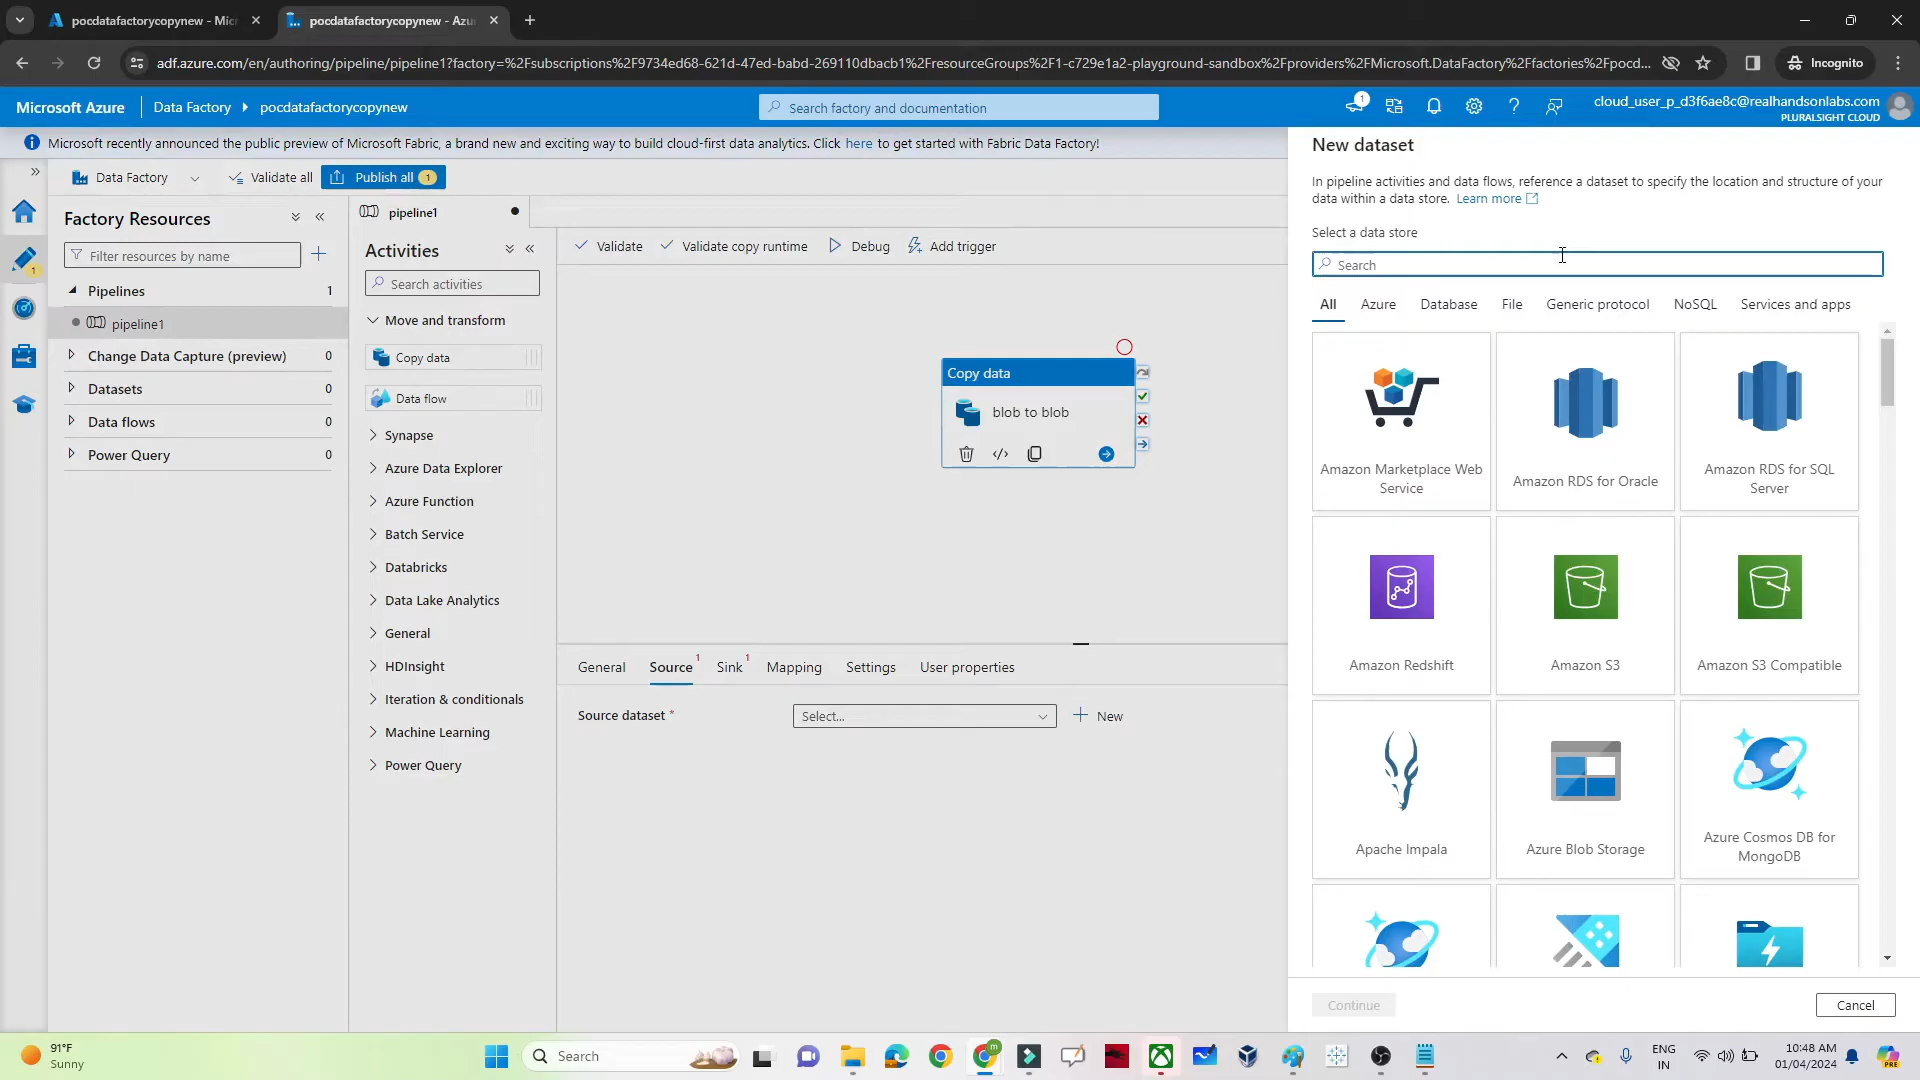 pocdatafactorycopynew - Mic
pocdatafactorycopynew - Azu
adf.azure.com/en/authoring/pipeline/pipeline1?factory=%2Fsubscriptions%2F9734ed68-621d-47ed-babd-269110dbacb1%2FresourceGroups%2F1-c729e1a2-playground-sandbox%2Fproviders%2FMicrosoft.DataFactory%2Ffactories%2Fpocd...
Incognito
Microsoft Azure
Data Factory
pocdatafactorycopynew
Search factory and documentation
1
cloud_user_p_d3f6ae8c@realhandsonlabs.com
PLURALSIGHT CLOUD
Microsoft recently announced the public preview of Microsoft Fabric, a brand new and exciting way to build cloud-first data analytics. Click here to get started with Fabric Data Factory!
Data Factory
Validate all
Publish all 1
Factory Resources
Filter resources by name
1
Pipelines 1
pipeline1
Change Data Capture (preview) 0
Datasets 0
Data flows 0
Power Query 0
pipeline1
Activities
Search activities
Move and transform
Copy data
Data flow
Synapse
Azure Data Explorer
Azure Function
Batch Service
Databricks
Data Lake Analytics
General
HDInsight
Iteration & conditionals
Machine Learning
Power Query
Validate
Validate copy runtime
Debug
Add trigger
Copy data
blob to blob
General
Source 1
Sink 1
Mapping
Settings
User properties
Source dataset *
Select...
New
New dataset
In pipeline activities and data flows, reference a dataset to specify the location and structure of your
data within a data store. Learn more
Select a data store
Search
All
Azure
Database
File
Generic protocol
NoSQL
Services and apps
Amazon Marketplace Web
Service
Amazon RDS for Oracle
Amazon RDS for SQL
Server
Amazon Redshift
Amazon S3
Amazon S3 Compatible
Apache Impala
Azure Blob Storage
Azure Cosmos DB for
MongoDB
Continue
Cancel
91°F
Sunny
Search
m
ENG
IN
10:48 AM
01/04/2024
PRE